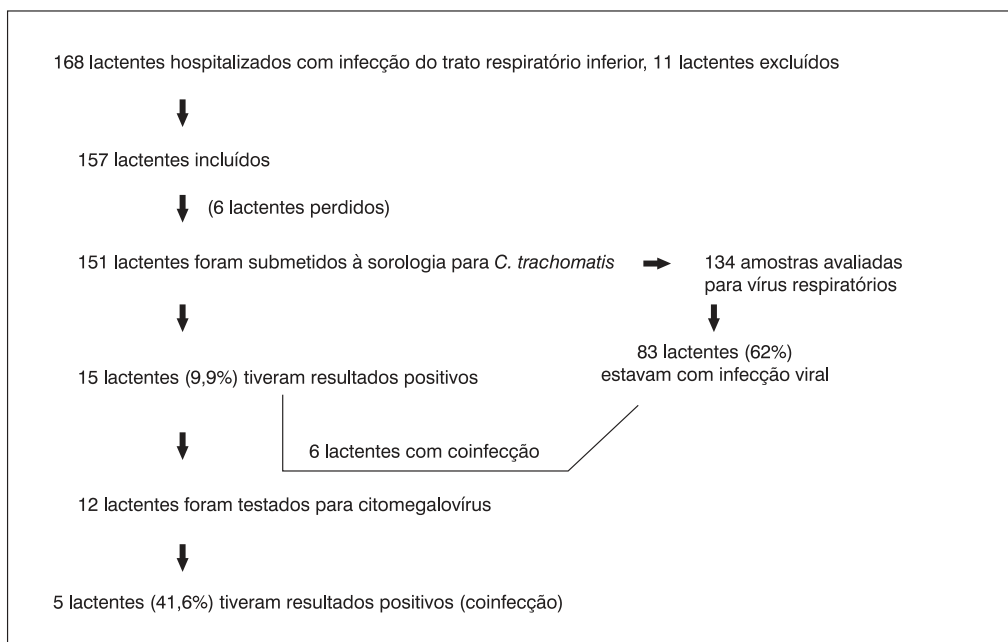 168 lactentes hospitalizados com infecção do trato respiratório inferior, 11 lactentes excluídos
157 lactentes incluídos
(6 lactentes perdidos)
151 lactentes foram submetidos à sorologia para C. trachomatis
134 amostras avaliadas
para vírus respiratórios
83 lactentes (62%)
estavam com infecção viral
15 lactentes (9,9%) tiveram resultados positivos
6 lactentes com coinfecção
12 lactentes foram testados para citomegalovírus
5 lactentes (41,6%) tiveram resultados positivos (coinfecção)